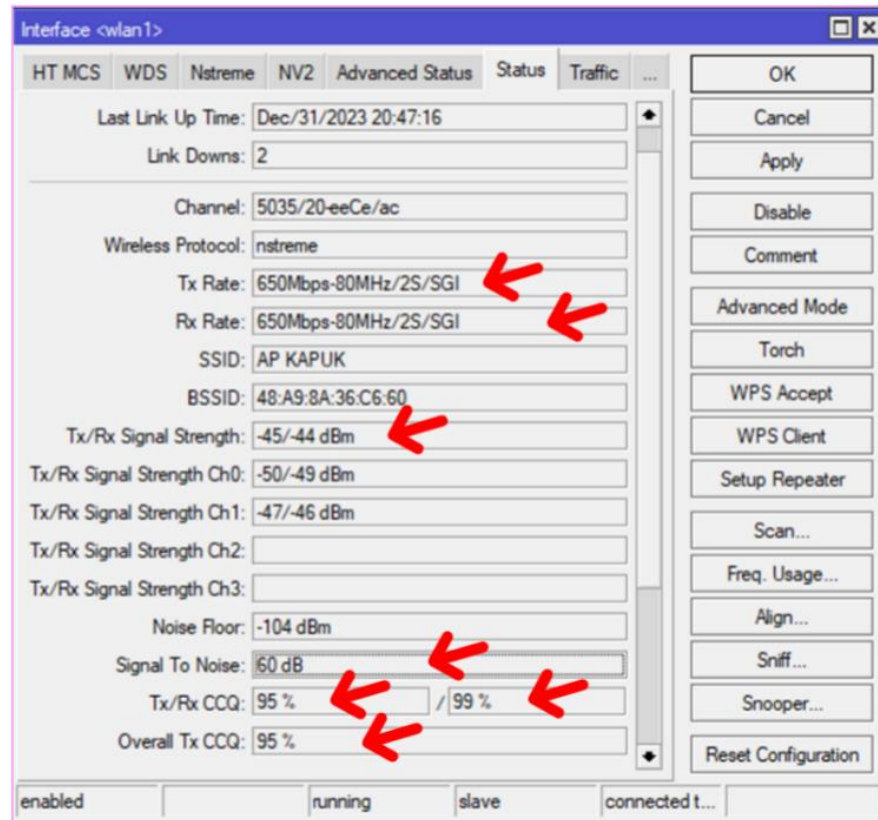 Interface <wlan1>
HT MCS WDS Nstreme NV2 Advanced Status Status Traffic ...
Last Link Up Time: Dec/31/2023 20:47:16
Link Downs: 2
Channel: 5035/20-eeCe/ac
Wireless Protocol: nstreme
Tx Rate: 650Mbps-80MHz/2S/SGI
Rx Rate: 650Mbps-80MHz/2S/SGI
SSID: AP KAPUK
BSSID: 48:A9:8A:36:C6:60
Tx/Rx Signal Strength: -45/-44 dBm
Tx/Rx Signal Strength Ch0: -50/-49 dBm
Tx/Rx Signal Strength Ch1: -47/-46 dBm
Tx/Rx Signal Strength Ch2:
Tx/Rx Signal Strength Ch3:
Noise Floor: -104 dBm
Signal To Noise: 60 dB
Tx/Rx CCQ: 95 % / 99 %
Overall Tx CCQ: 95 %
OK
Cancel
Apply
Disable
Comment
Advanced Mode
Torch
WPS Accept
WPS Client
Setup Repeater
Scan...
Freq. Usage...
Align...
Sniff...
Snooper...
Reset Configuration
enabled running slave connected t...